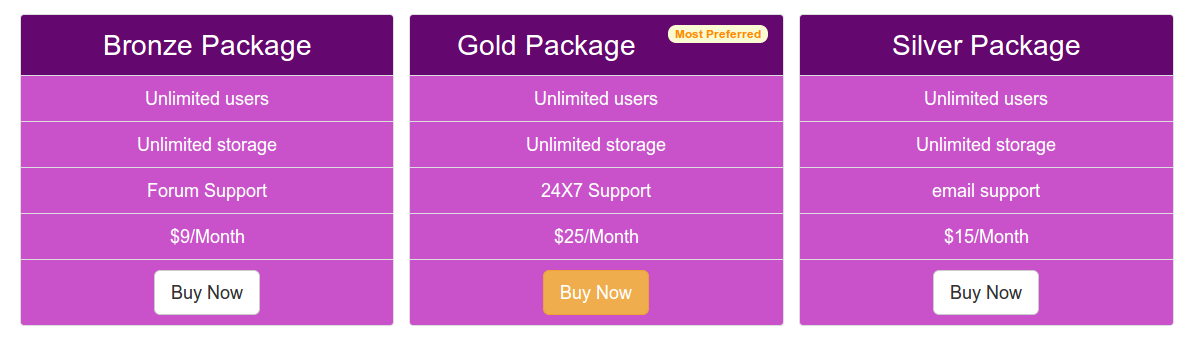 Bronze Package
Unlimited users
Unlimited storage
Forum Support
$9/Month
Buy Now
Gold Package
Most Preferred
Unlimited users
Unlimited storage
24X7 Support
$25/Month
Buy Now
Silver Package
Unlimited users
Unlimited storage
email support
$15/Month
Buy Now